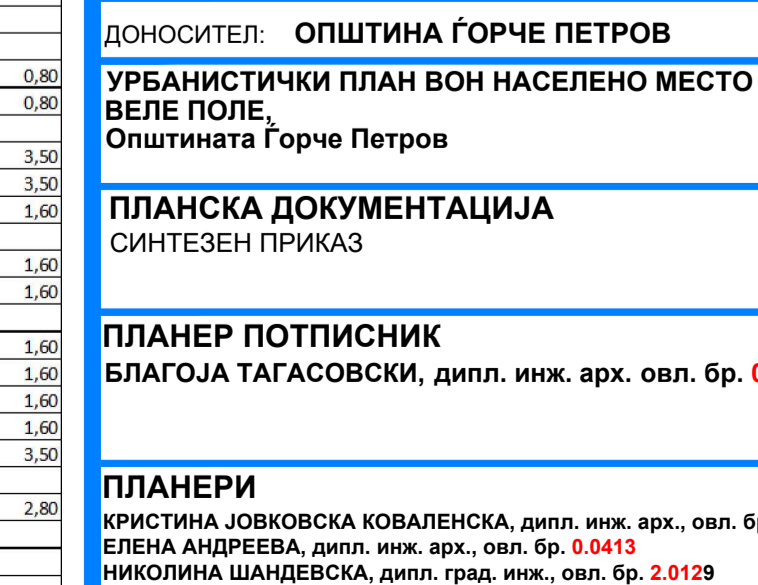 0,80
0,80
3,50
3,50
1,60
1,60
1,60
1,60
1,60
1,60
1,60
3,50
2,80
ДОНОСИТЕЛ: ОПШТИНА ЃОРЧЕ ПЕТРОВ
УРБАНИСТИЧКИ ПЛАН ВОН НАСЕЛЕНО МЕСТО
ВЕЛЕ ПОЛЕ,
Општината Ѓорче Петров
ПЛАНСКА ДОКУМЕНТАЦИЈА
СИНТЕЗЕН ПРИКАЗ
ПЛАНЕР ПОТПИСНИК
БЛАГОЈА ТАГАСОВСКИ, дипл. инж. арх. овл. бр.
ПЛАНЕРИ
КРИСТИНА ЈОВКОВСКА КОВАЛЕНСКА, дипл. инж. арх., овл.
ЕЛЕНА АНДРЕЕВА, дипл. инж. арх., овл. бр. 0.0413
НИКОЛИНА ШАНДЕВСКА, дипл. град. инж., овл. бр. 2.0129